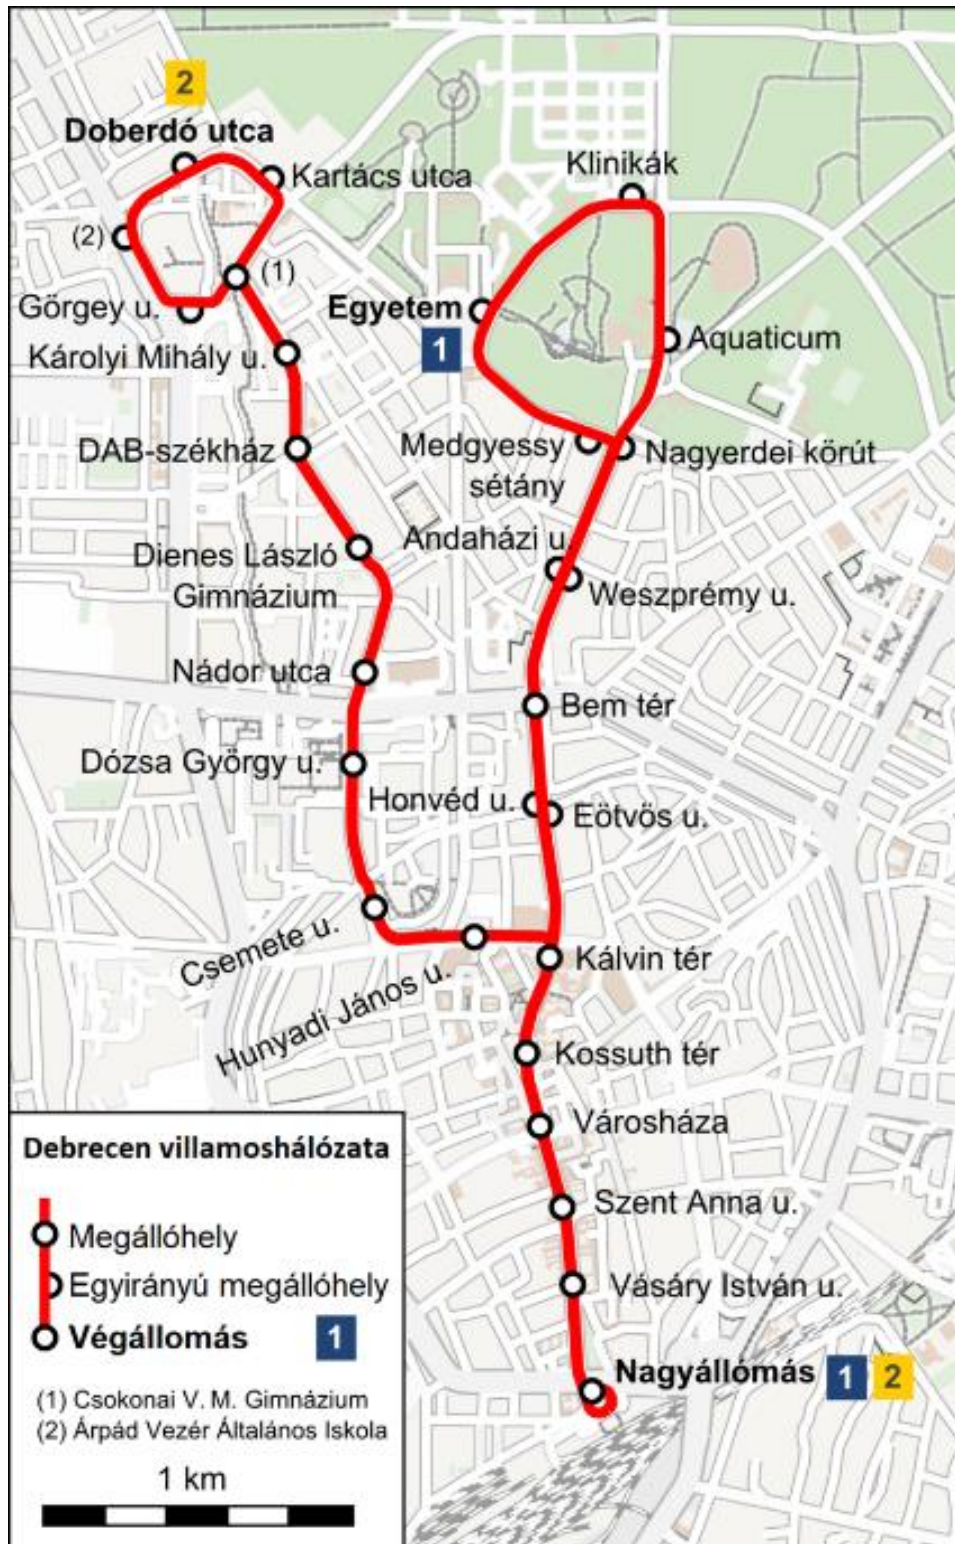 2
Doberdó utca
Kartács utca
Klinikák
(2)
(1)
Görgey u.
Egyetem
1
Aquaticum
Károlyi Mihály u.
DAB-székház
Medgyessy
sétány
Nagyerdei körút
Dienes László
Gimnázium
Andaházi u.
Weszprémy u.
Nádor utca
Bem tér
Dózsa György u.
Honvéd u.
Eötvös u.
Csemete u.
Hunyadi János u.
Kálvin tér
Kossuth tér
Városháza
Szent Anna u.
Vásáry István u.
Nagyállómás 1 2
Debrecen villamoshálózata
Megállóhely
Egyirányú megállóhely
Végállomás 1
(1) Csokonai V. M. Gimnázium
(2) Árpád Vezér Általános Iskola
1 km